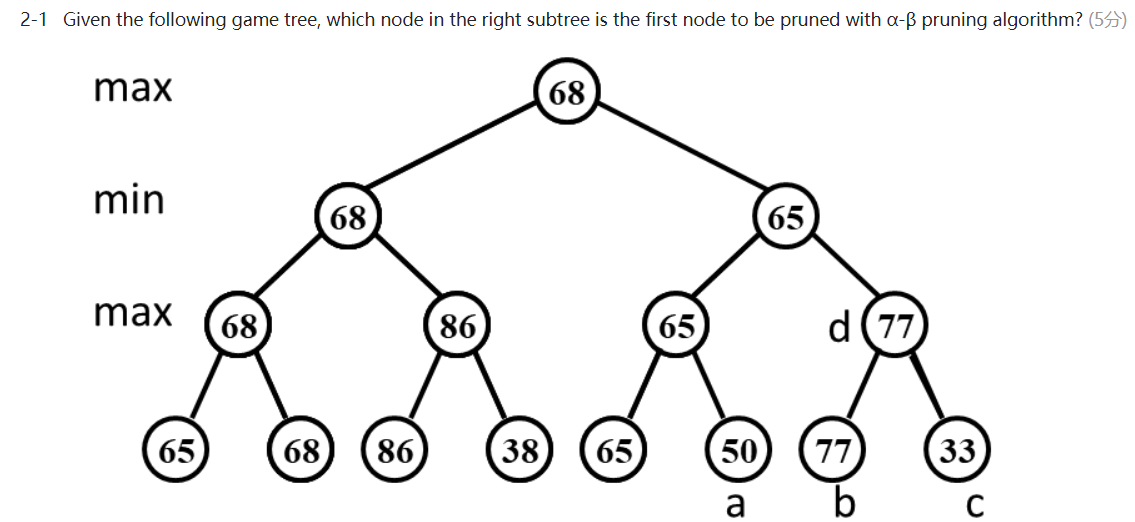 2-1 Given the following game tree, which node in the right subtree is the first node to be pruned with α-β pruning algorithm? (5分)
max
68
min
68
65
max
68
86
65
d
77
65
68
86
38
65
50
77
33
a
b
c